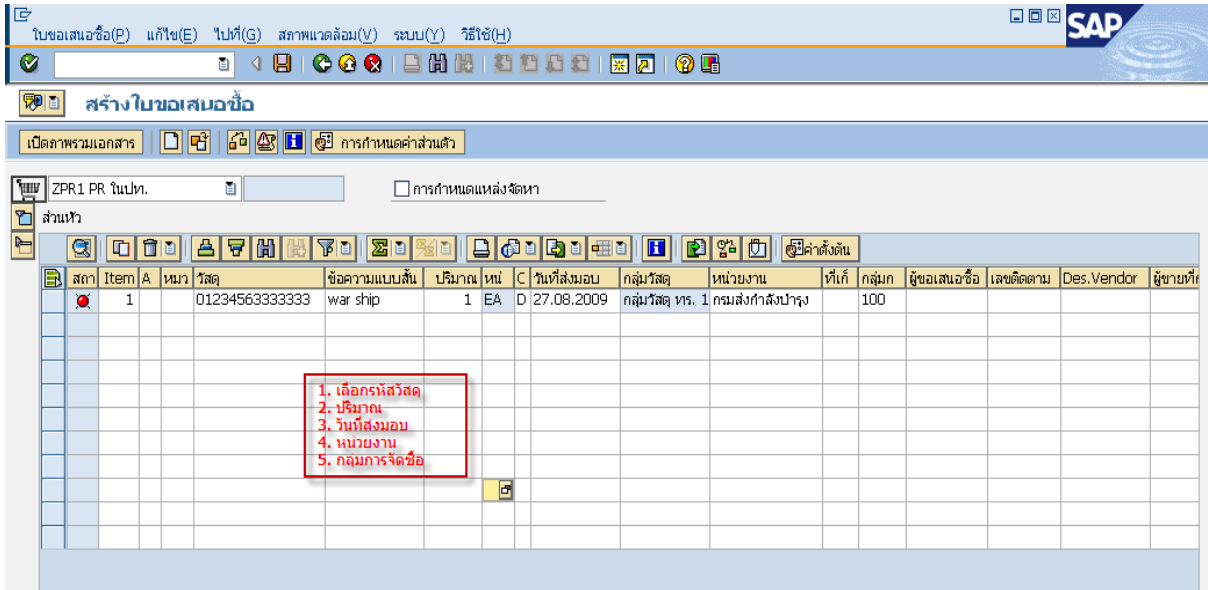 ใบขอเสนอซื้อ(P) แก้ไข(E) ไปที่(G) สภาพแวดล้อม(V) ระบบ(Y) วิธีใช้(H)
SAP
สร้างใบขอเสนอซื้อ
เปิดภาพรวมเอกสาร การกำหนดค่าส่วนตัว
ZPR1 PR ในปท. การกำหนดแหล่งจัดหา
ส่วนหัว
ค่าตั้งต้น
สถา Item A หมว วัสดุ ข้อความแบบสั้น ปริมาณ หน่ C วันที่ส่งมอบ กลุ่มวัสดุ หน่วยงาน ที่เก็ กลุ่มก ผู้ขอเสนอซื้อ เลขติดตาม Des.Vendor ผู้ขายที่ค
1 01234563333333 war ship 1 EA D 27.08.2009 กลุ่มวัสดุ ทร. 1 กรมส่งกำลังบำรุง 100
1. เลือกรหัสวัสดุ
2. ปริมาณ
3. วันที่ส่งมอบ
4. หน่วยงาน
5. กลุ่มการจัดซื้อ